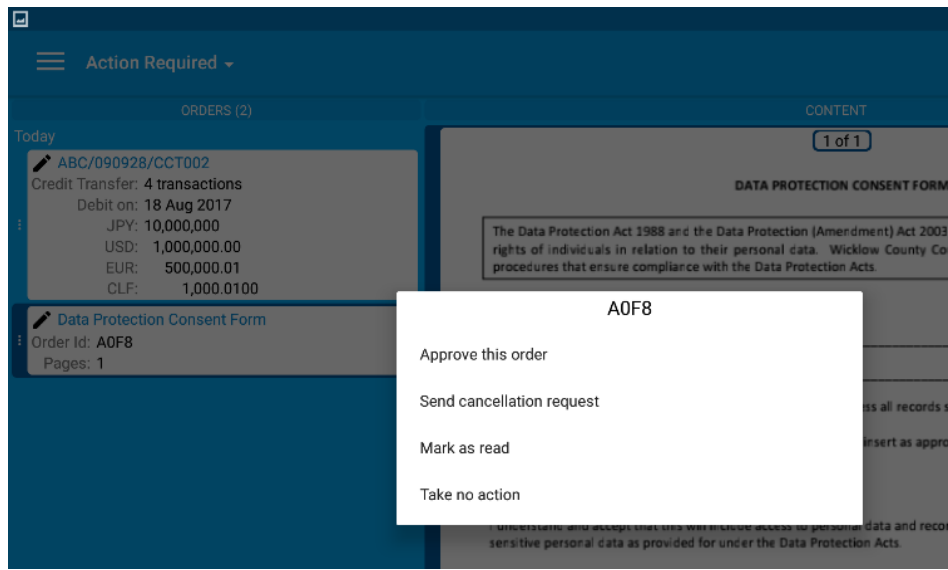 Action Required
ORDERS (2)
CONTENT
Today
ABC/090928/CCT002
Credit Transfer: 4 transactions
Debit on: 18 Aug 2017
JPY: 10,000,000
USD: 1,000,000.00
EUR: 500,000.01
CLF: 1,000.0100
Data Protection Consent Form
Order Id: A0F8
Pages: 1
1 of 1
DATA PROTECTION CONSENT FORM
The Data Protection Act 1988 and the Data Protection (Amendment) Act 2003
rights of individuals in relation to their personal data. Wicklow County Co
procedures that ensure compliance with the Data Protection Acts.
A0F8
Approve this order
Send cancellation request
Mark as read
Take no action
ss all records s
insert as appro
I understand and accept that this will include access to personal data and reco
sensitive personal data as provided for under the Data Protection Acts.